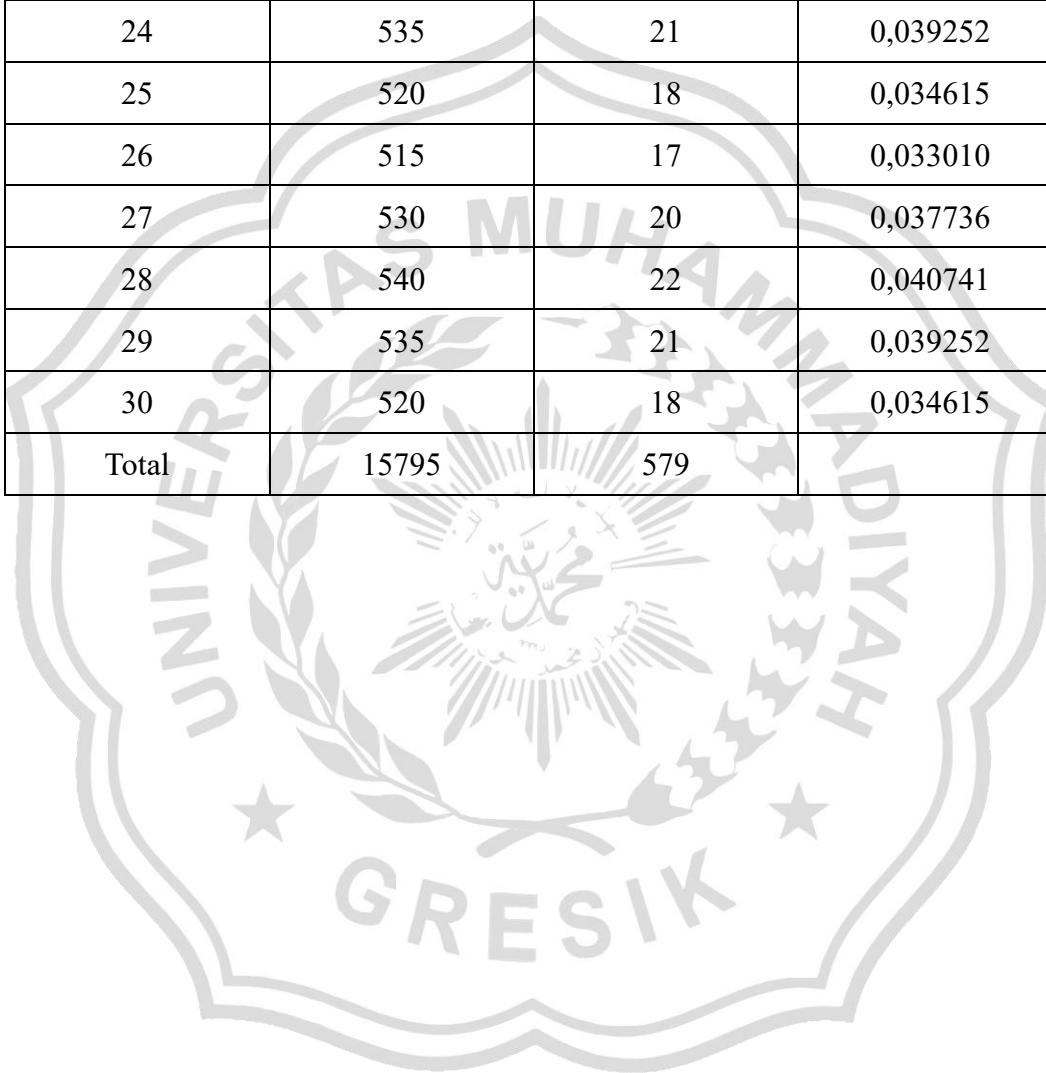 24 535 21 0,039252
25 520 18 0,034615
26 515 17 0,033010
27 530 20 0,037736
28 540 22 0,040741
29 535 21 0,039252
30 520 18 0,034615
Total 15795 579
UNIVERSITAS MUHAMMADIYAH
محمدية
GRESIK